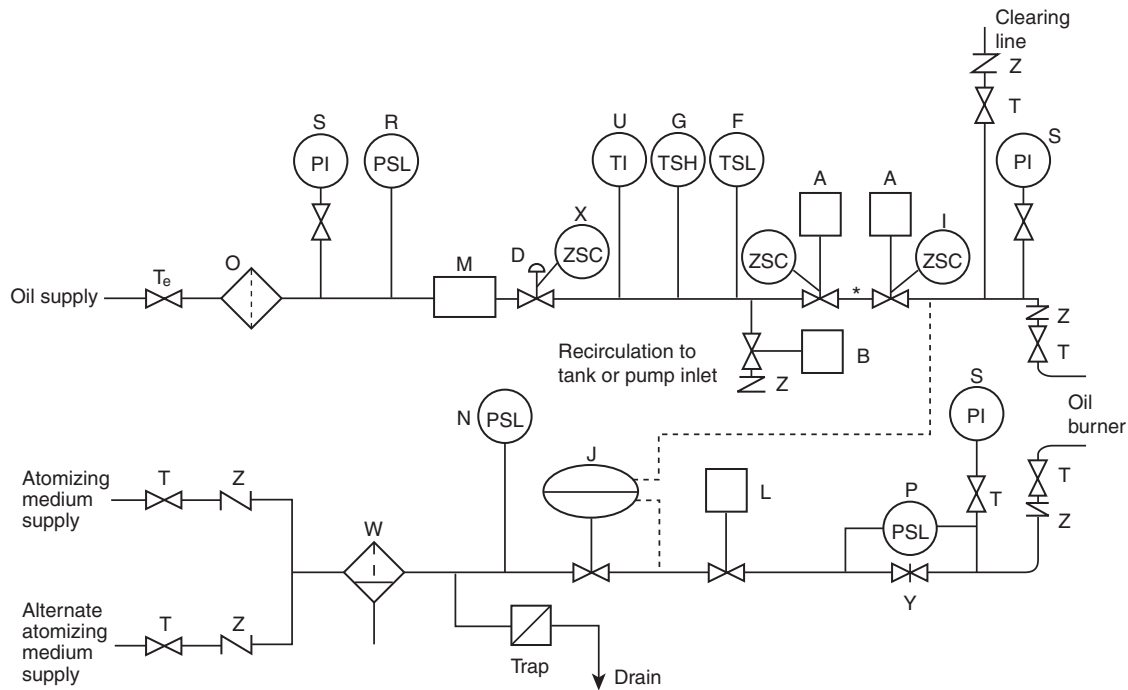 Clearing
line
Z
T
S
R
U
G
F
S
PI
PSL
TI
TSH
TSL
A
A
PI
X
I
ZSC
ZSC
ZSC
D
Oil supply
Te
O
M
*
Z
T
Recirculation to
tank or pump inlet
B
Z
S
PI
Oil
burner
N
PSL
J
L
T
Z
T
P
PSL
Y
Atomizing
medium
supply
T
Z
W
I
Alternate
atomizing
medium
supply
T
Z
Trap
Drain